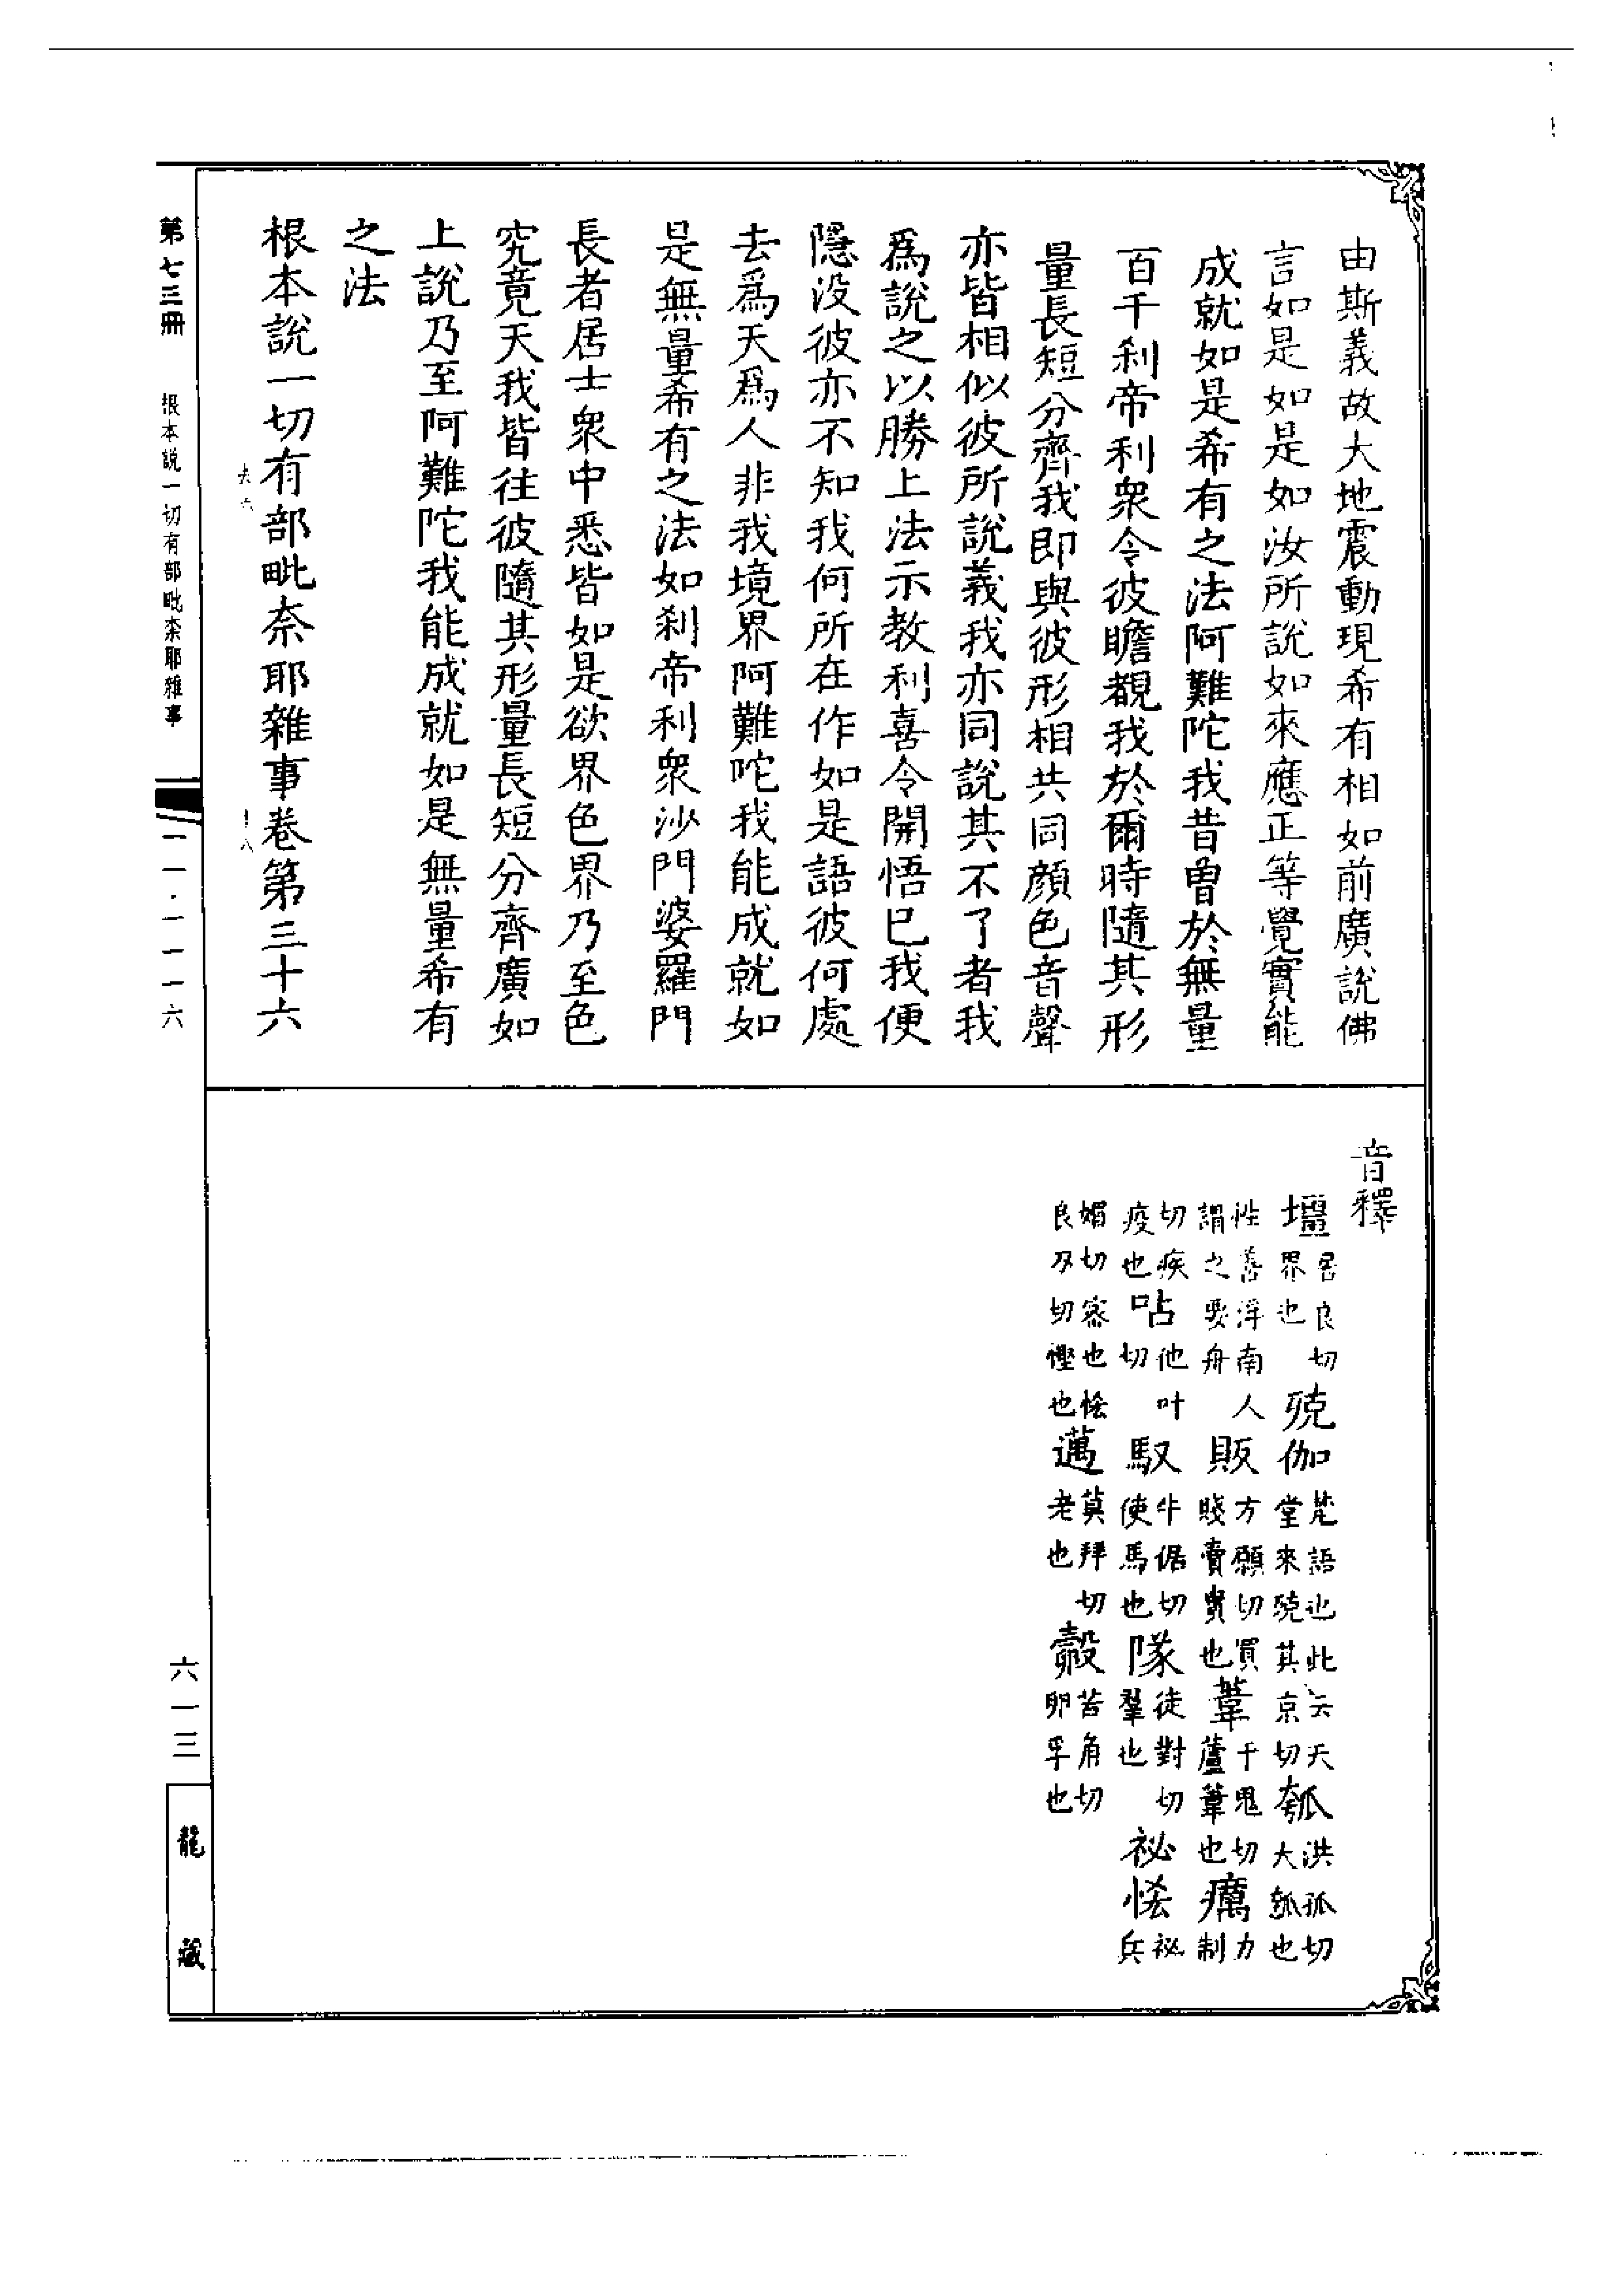 由斯義故大地震動現希有相如前廣說佛
言如是如是如汝所說如來應正等覺實能
成就如是希有之法阿難陀我昔曾於無量
百千刹帝利衆令彼瞻覩我於爾時隨其形
量長短分齊我即與彼形相共同顏色音聲
亦皆相似彼所說義我亦同說其不了者我
爲說之以勝上法示教利喜令開悟已我便
隱没彼亦不知我何所在作如是語彼何處
去爲天爲人非我境界阿難陀我能成就如
是無量希有之法如刹帝利衆沙門婆羅門
長者居士衆中悉皆如是欲界色界乃至色
究竟天我皆往彼隨其形量長短分齊廣如
上說乃至阿難陀我能成就如是無量希有
之法
根本說一切有部毗奈耶雜事卷第三十六
去六
十八
音釋
壃居良切界也 殑伽梵語也此云天堂來殑其京切 瓠洪孤切大瓠也
性善浮南人謂之要舟 販方願切買賤賣貴也 葦于鬼切蘆葦也 癘力制
切疾疫也 呫他叶切 馭牛倨切使馬也 隊徒對切羣也 祕悋祕兵
媚切密也悋良刃切慳也 邁莫拜切老也 鷇苦角切卵孚也
第七三冊
根本説一切有部毗柰耶雜事
一一·一一一六
六一三
龍藏